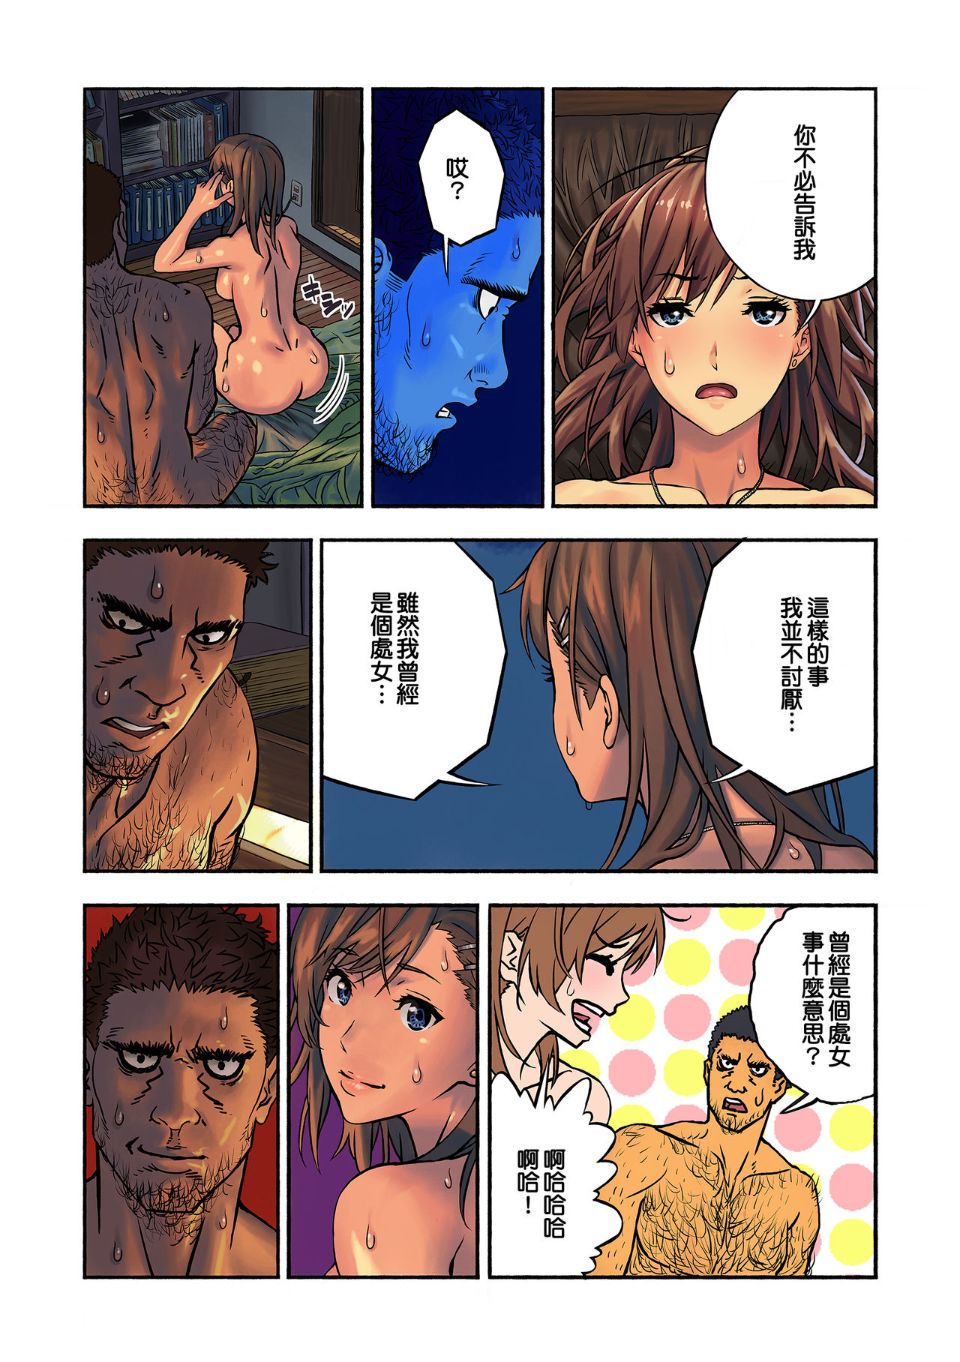 你不必告訴我
哎？
キシッ
這樣的事
我並不討厭…
雖然我曾經
是個處女…
曾經是個處女
事什麼意思？
啊哈哈哈
啊哈！